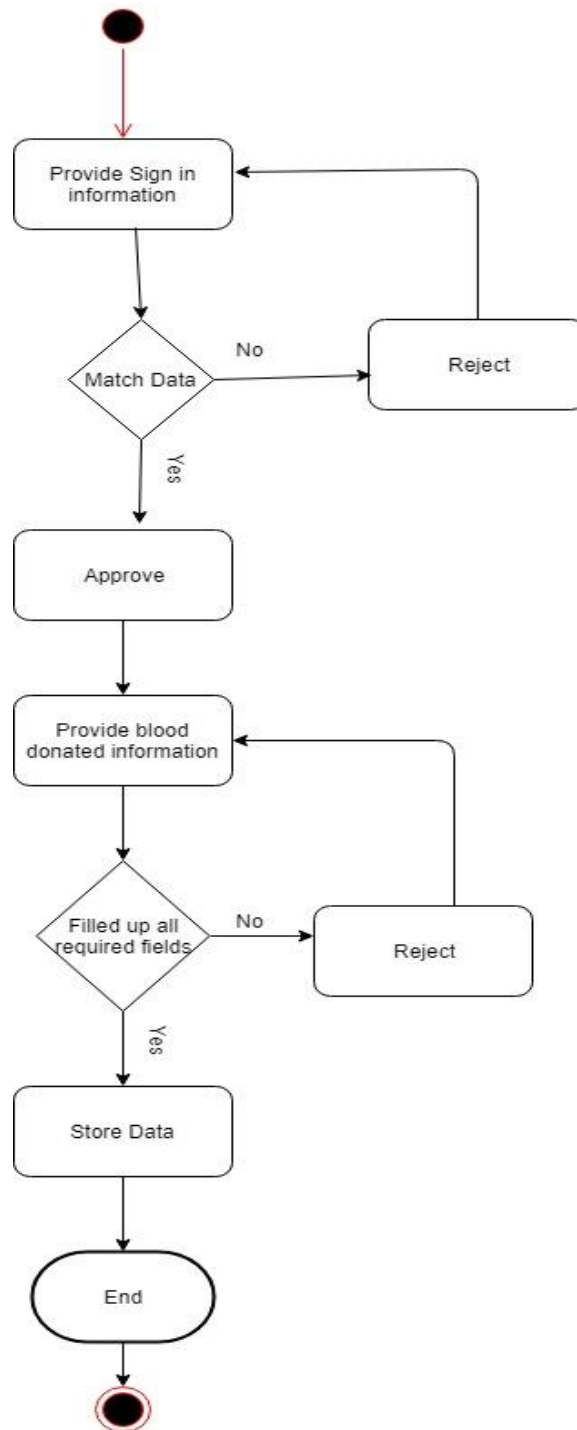 Provide Sign in
information
No
Match Data
Reject
Yes
Approve
Provide blood
donated information
Filled up all
required fields
No
Reject
Yes
Store Data
End